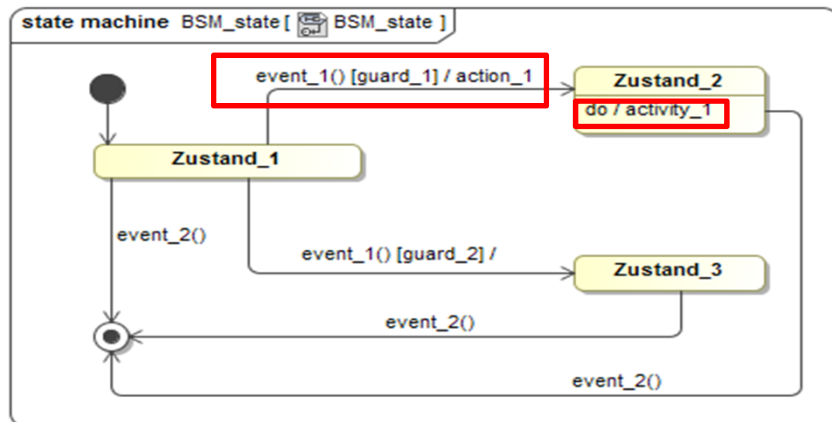 state machine BSM_state [ BSM_state ]
event_1() [guard_1] / action_1
Zustand_2
do / activity_1
Zustand_1
event_2()
event_1() [guard_2] /
Zustand_3
event_2()
event_2()